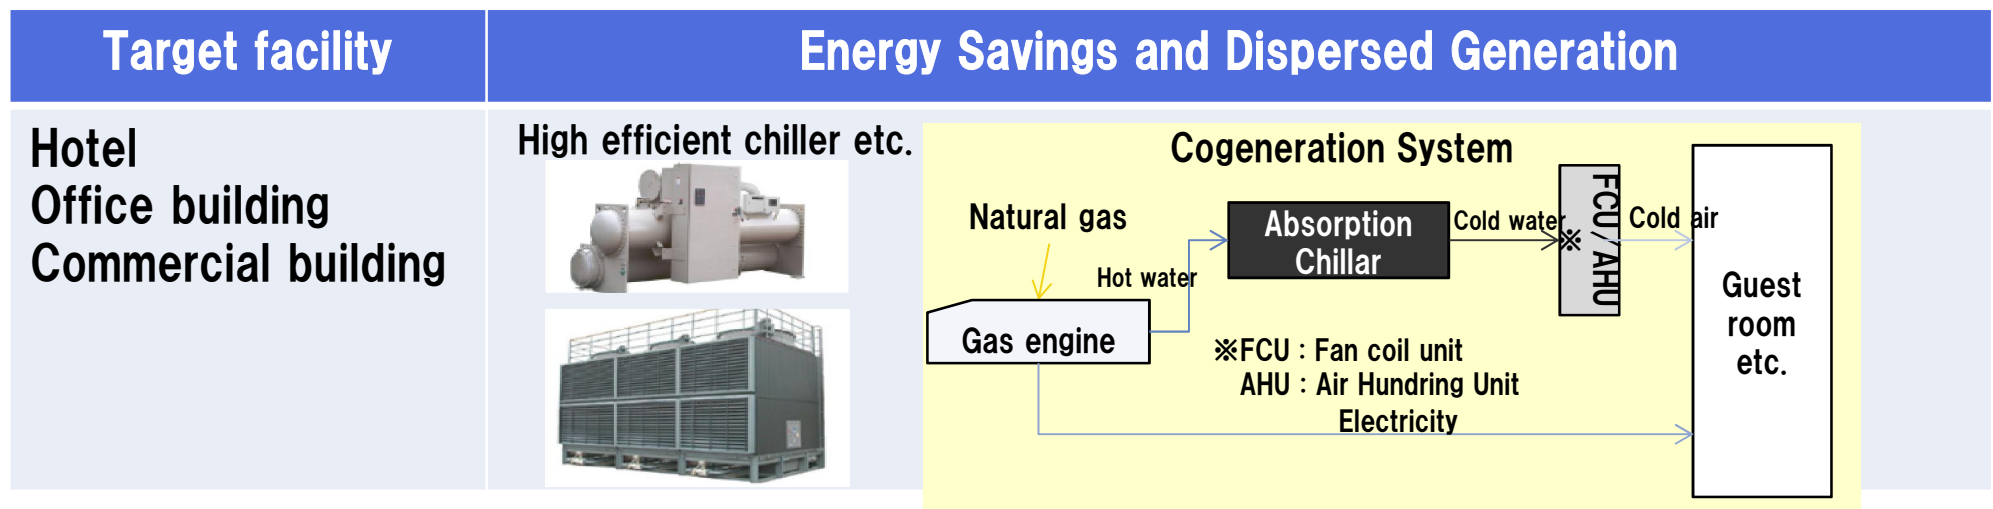 Target facility
Energy Savings and Dispersed Generation
Hotel
Office building
Commercial building
High efficient chiller etc.
Cogeneration System
Natural gas
Hot water
Gas engine
Absorption
Chillar
Cold water
※
FCU/AHU
Cold air
Guest
room
etc.
※FCU : Fan coil unit
AHU : Air Hundring Unit
Electricity